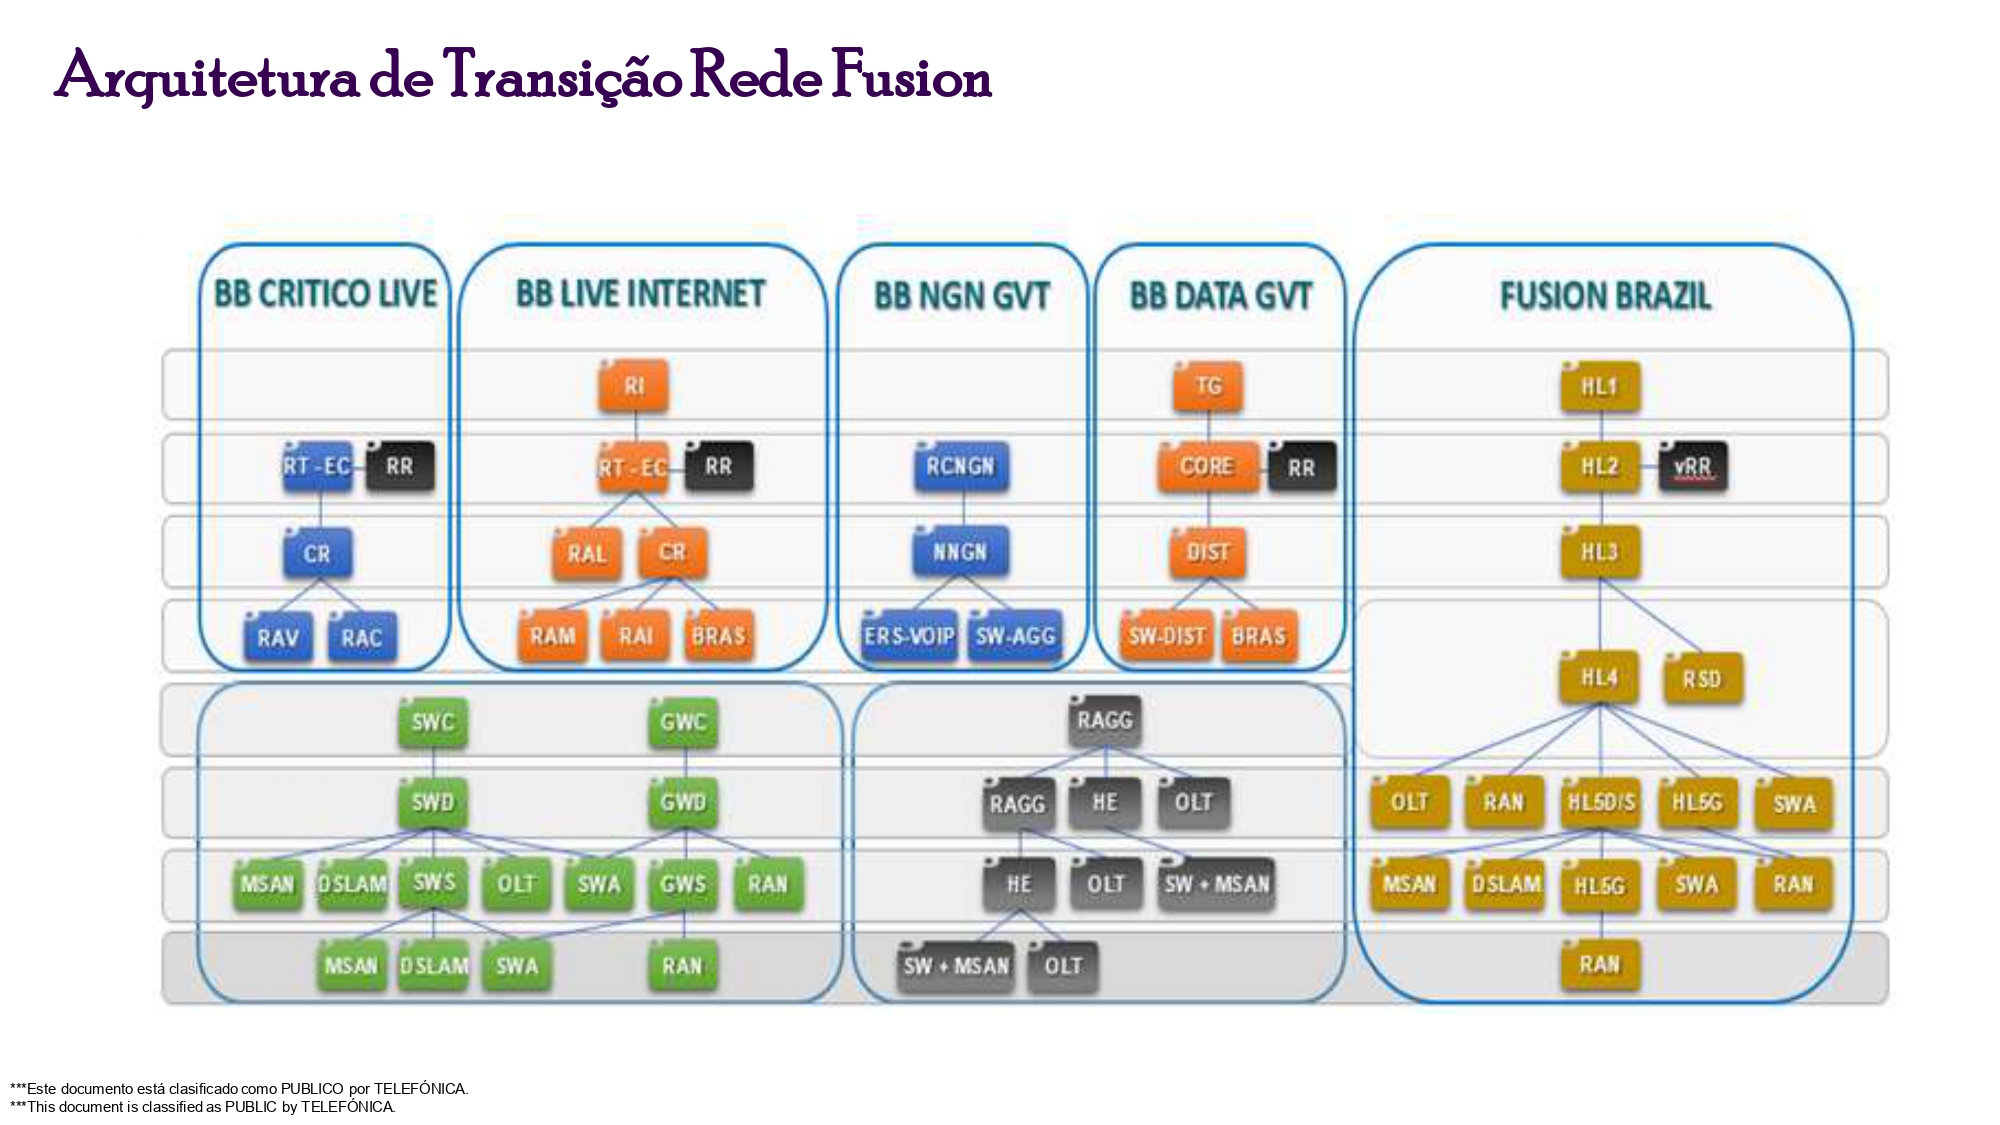 Arquitetura de Transição Rede Fusion
BB CRITICO LIVE
BB LIVE INTERNET
BB NGN GVT
BB DATA GVT
FUSION BRAZIL
RI
TG
HL1
RT - EC
RR
RT - EC
RR
RCNGN
CORE
RR
HL2
vRR
CR
RAL
CR
NNGN
DIST
HL3
RAV
RAC
RAM
RAI
BRAS
ERS-VOIP
SW-AGG
SW-DIST
BRAS
HL4
RSD
SWC
GWC
RAGG
SWD
GWD
RAGG
HE
OLT
OLT
RAN
HL5D/S
HL5G
SWA
MSAN
DSLAM
SWS
OLT
SWA
GWS
RAN
HE
OLT
SW + MSAN
MSAN
DSLAM
HL5G
SWA
RAN
MSAN
DSLAM
SWA
RAN
SW + MSAN
OLT
RAN
***Este documento está clasificado como PUBLICO por TELEFÓNICA.
***This document is classified as PUBLIC by TELEFÓNICA.